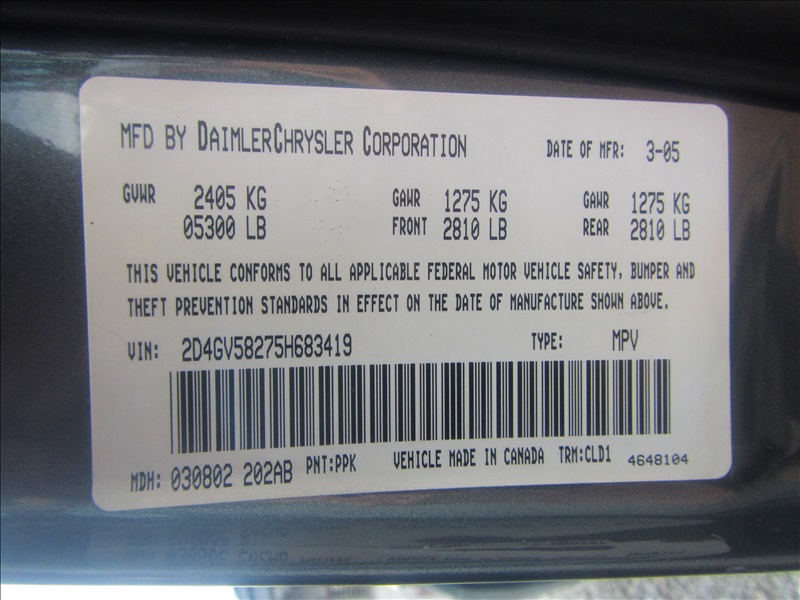 MFD BY DAIMLERCHRYSLER CORPORATION DATE OF MFR: 3-05
GVWR 2405 KG GAWR 1275 KG GAWR 1275 KG
05300 LB FRONT 2810 LB REAR 2810 LB
THIS VEHICLE CONFORMS TO ALL APPLICABLE FEDERAL MOTOR VEHICLE SAFETY, BUMPER AND
THEFT PREVENTION STANDARDS IN EFFECT ON THE DATE OF MANUFACTURE SHOWN ABOVE.
VIN: 2D4GV58275H683419 TYPE: MPV
MDH: 030802 202AB PNT:PPK VEHICLE MADE IN CANADA TRM:CLD1 4648104